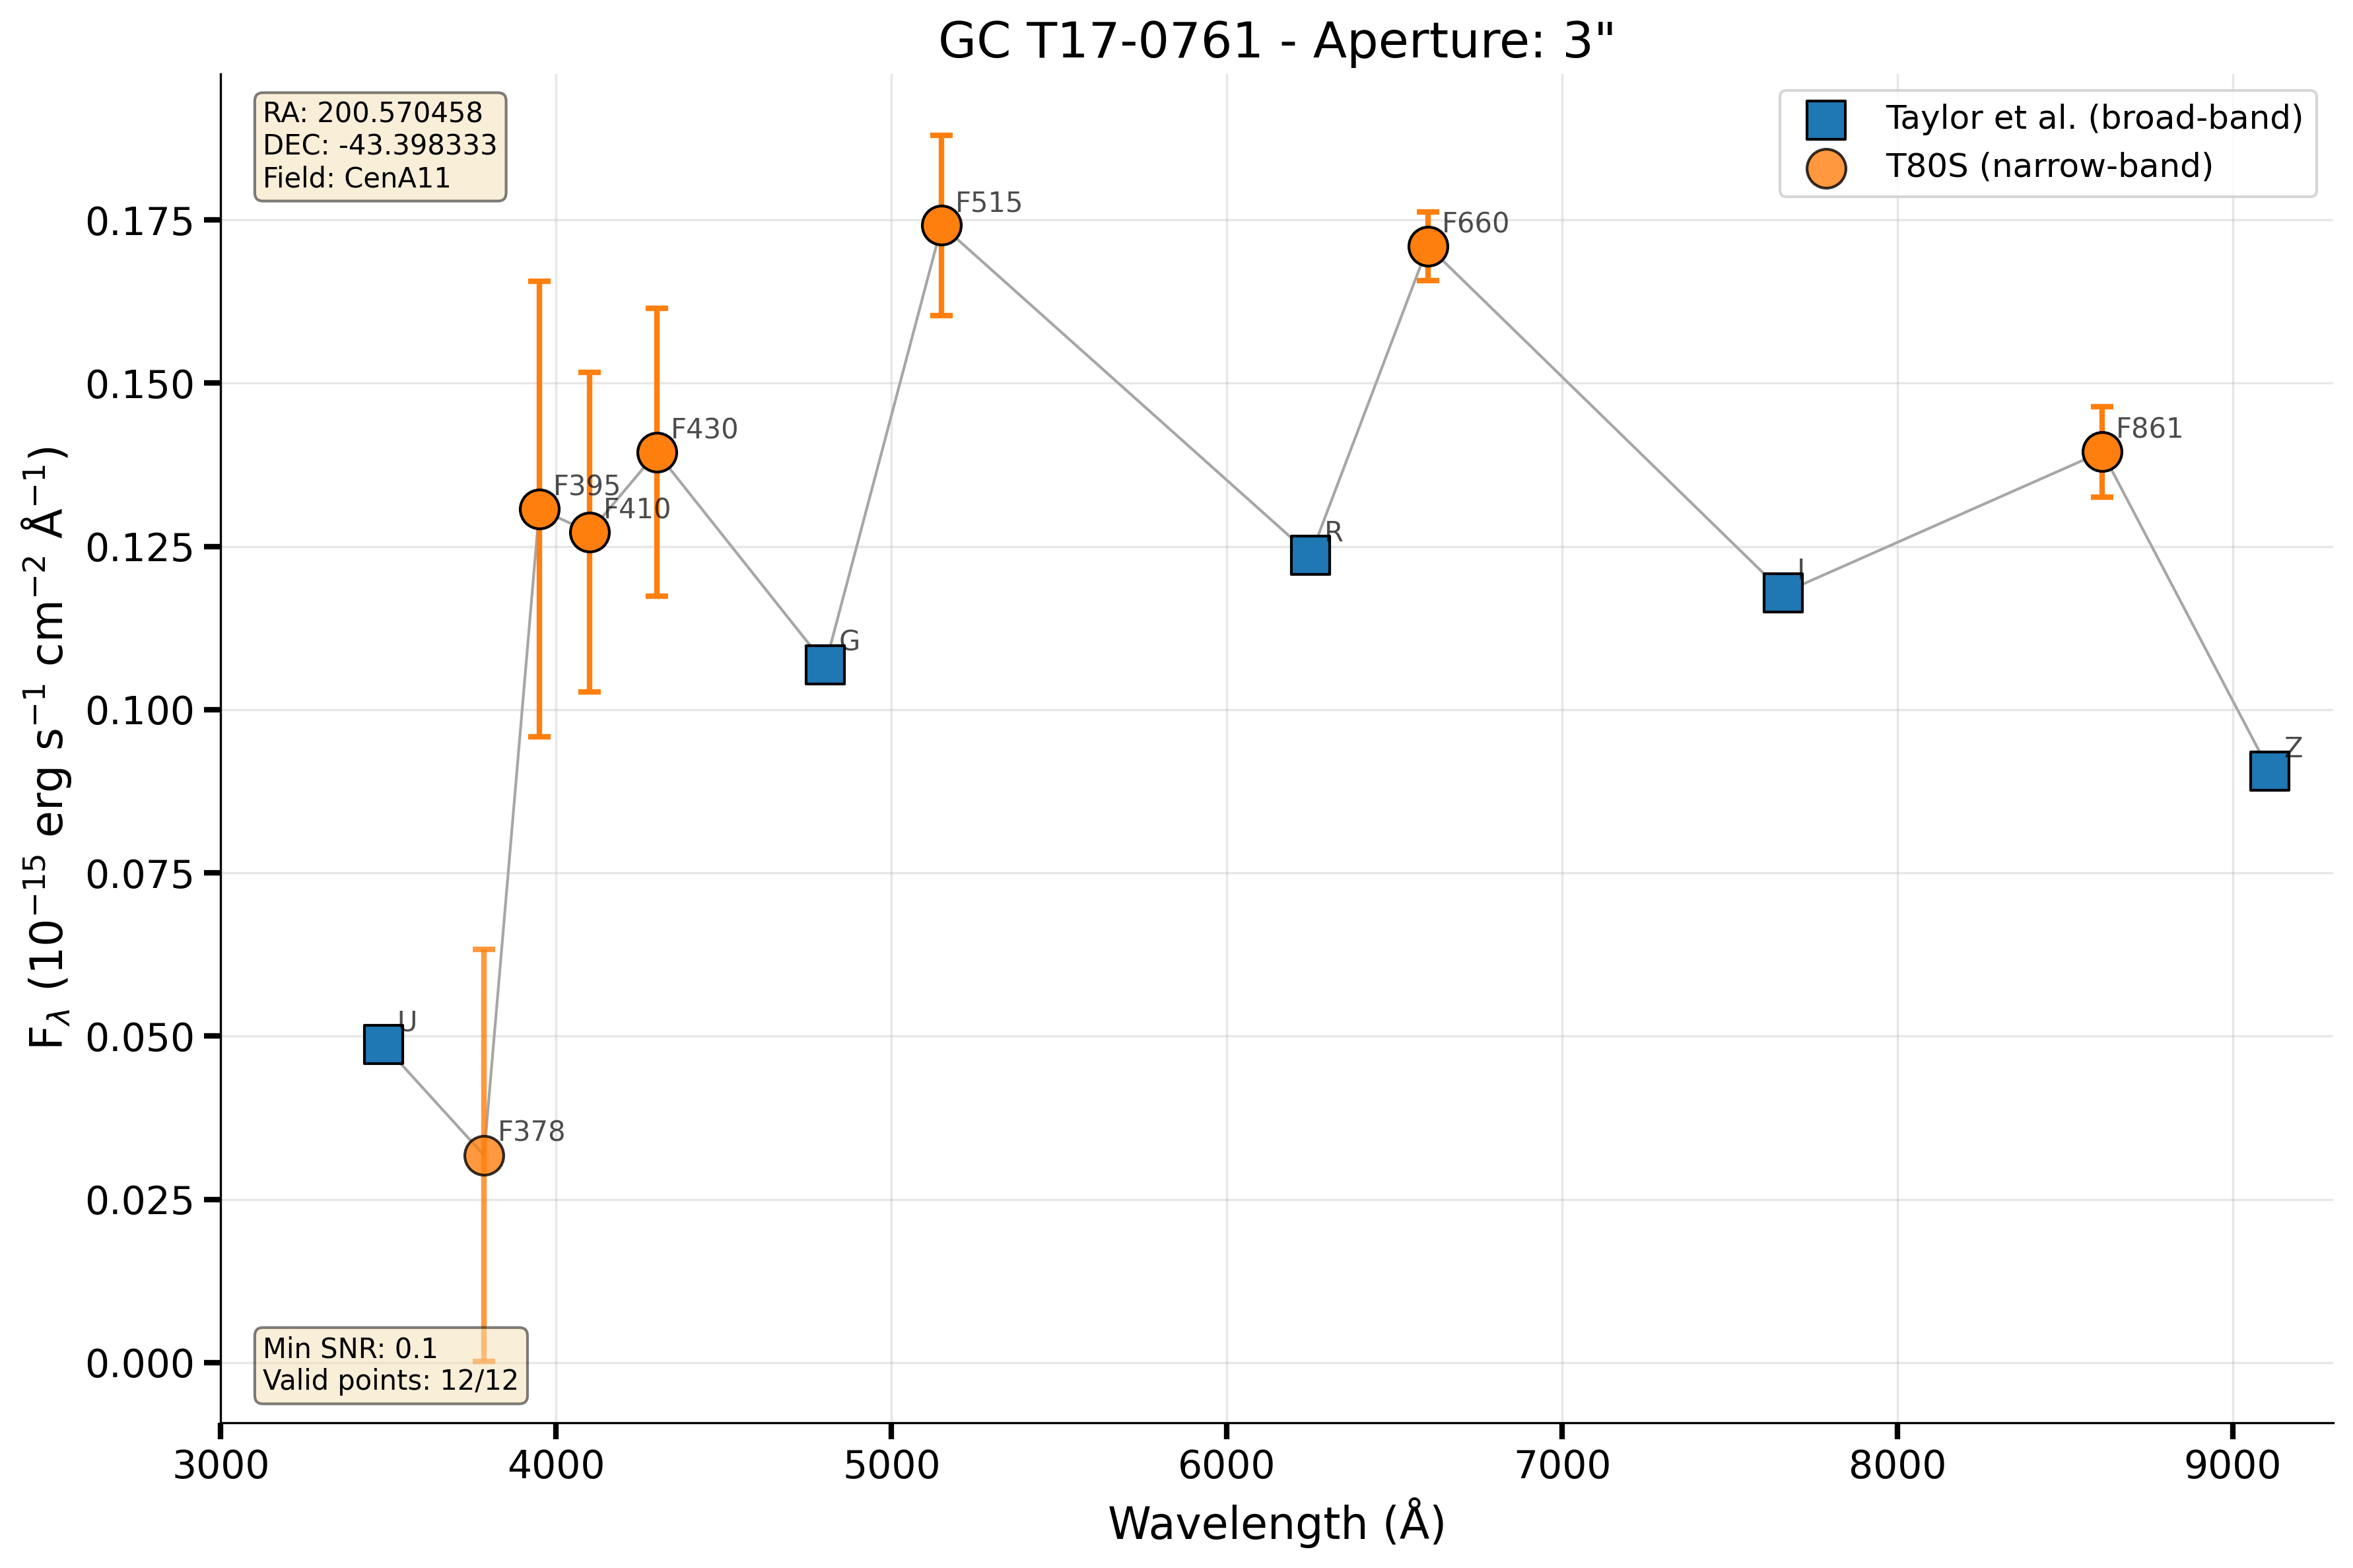 GC T17-0761 - Aperture: 3"
RA: 200.570458
DEC: -43.398333
Field: CenA11
Taylor et al. (broad-band)
T80S (narrow-band)
F515
F660
F430
F861
F395
F410
R
I
G
Z
U
F378
Min SNR: 0.1
Valid points: 12/12
0.175
0.150
0.125
0.100
0.075
0.050
0.025
0.000
F_λ (10⁻¹⁵ erg s⁻¹ cm⁻² Å⁻¹)
3000 4000 5000 6000 7000 8000 9000
Wavelength (Å)